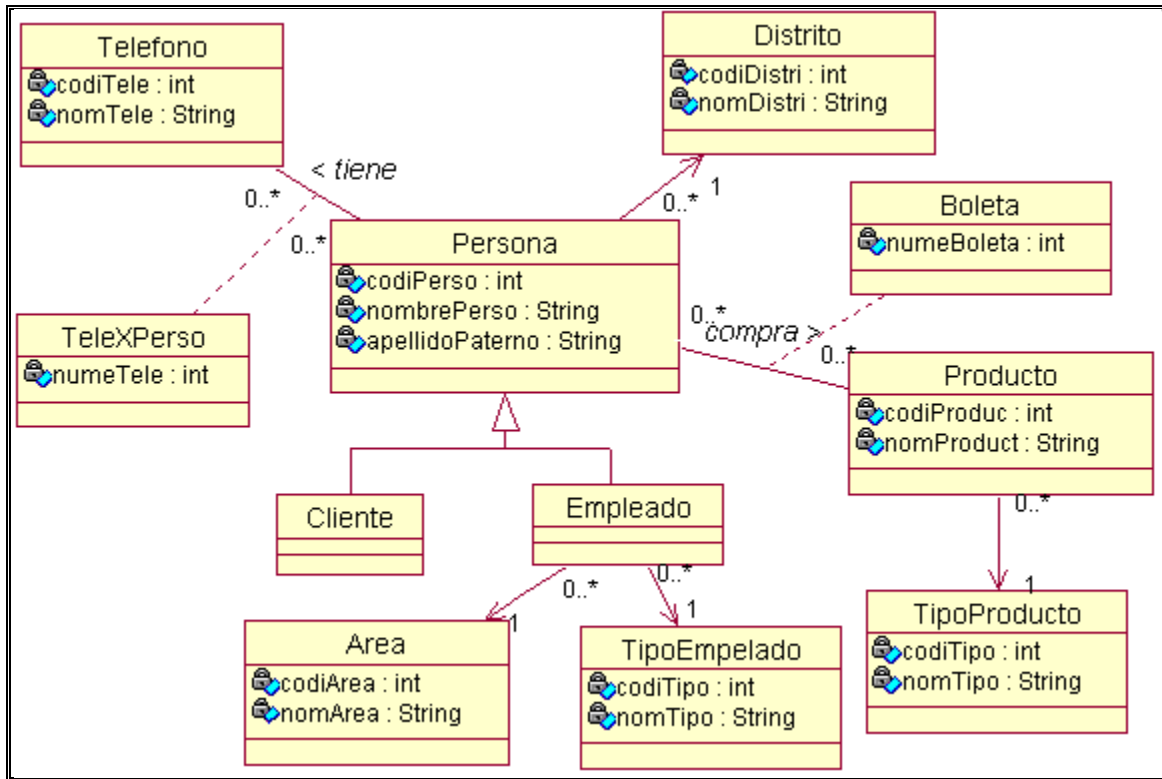 Telefono
codiTele : int
nomTele : String
Distrito
codiDistri : int
nomDistri : String
< tiene
0..*
0..*
1
0..*
Boleta
numeBoleta : int
Persona
codiPerso : int
nombrePerso : String
apellidoPaterno : String
TeleXPerso
numeTele : int
0..*
compra >
0..*
Producto
codiProduc : int
nomProduct : String
Cliente
Empleado
0..*
0..*
0..*
1
1
1
Area
codiArea : int
nomArea : String
TipoEmpelado
codiTipo : int
nomTipo : String
TipoProducto
codiTipo : int
nomTipo : String